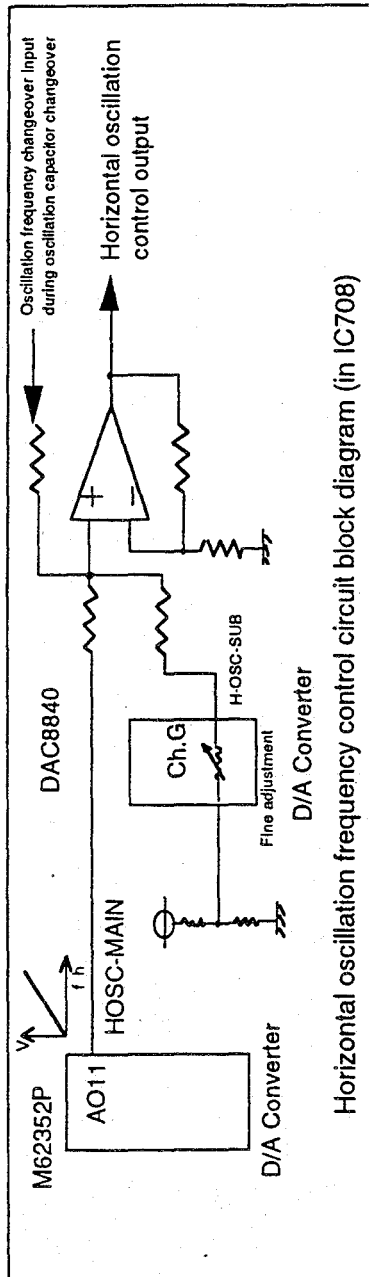 M62352P
V
f h
AO11
HOSC-MAIN
D/A Converter
DAC8840
Ch.G
Fine adjustment
H-OSC-SUB
D/A Converter
+
−
Oscillation frequency changeover Input
during oscillation capacitor changeover
Horizontal oscillation
control output
Horizontal oscillation frequency control circuit block diagram (in IC708)